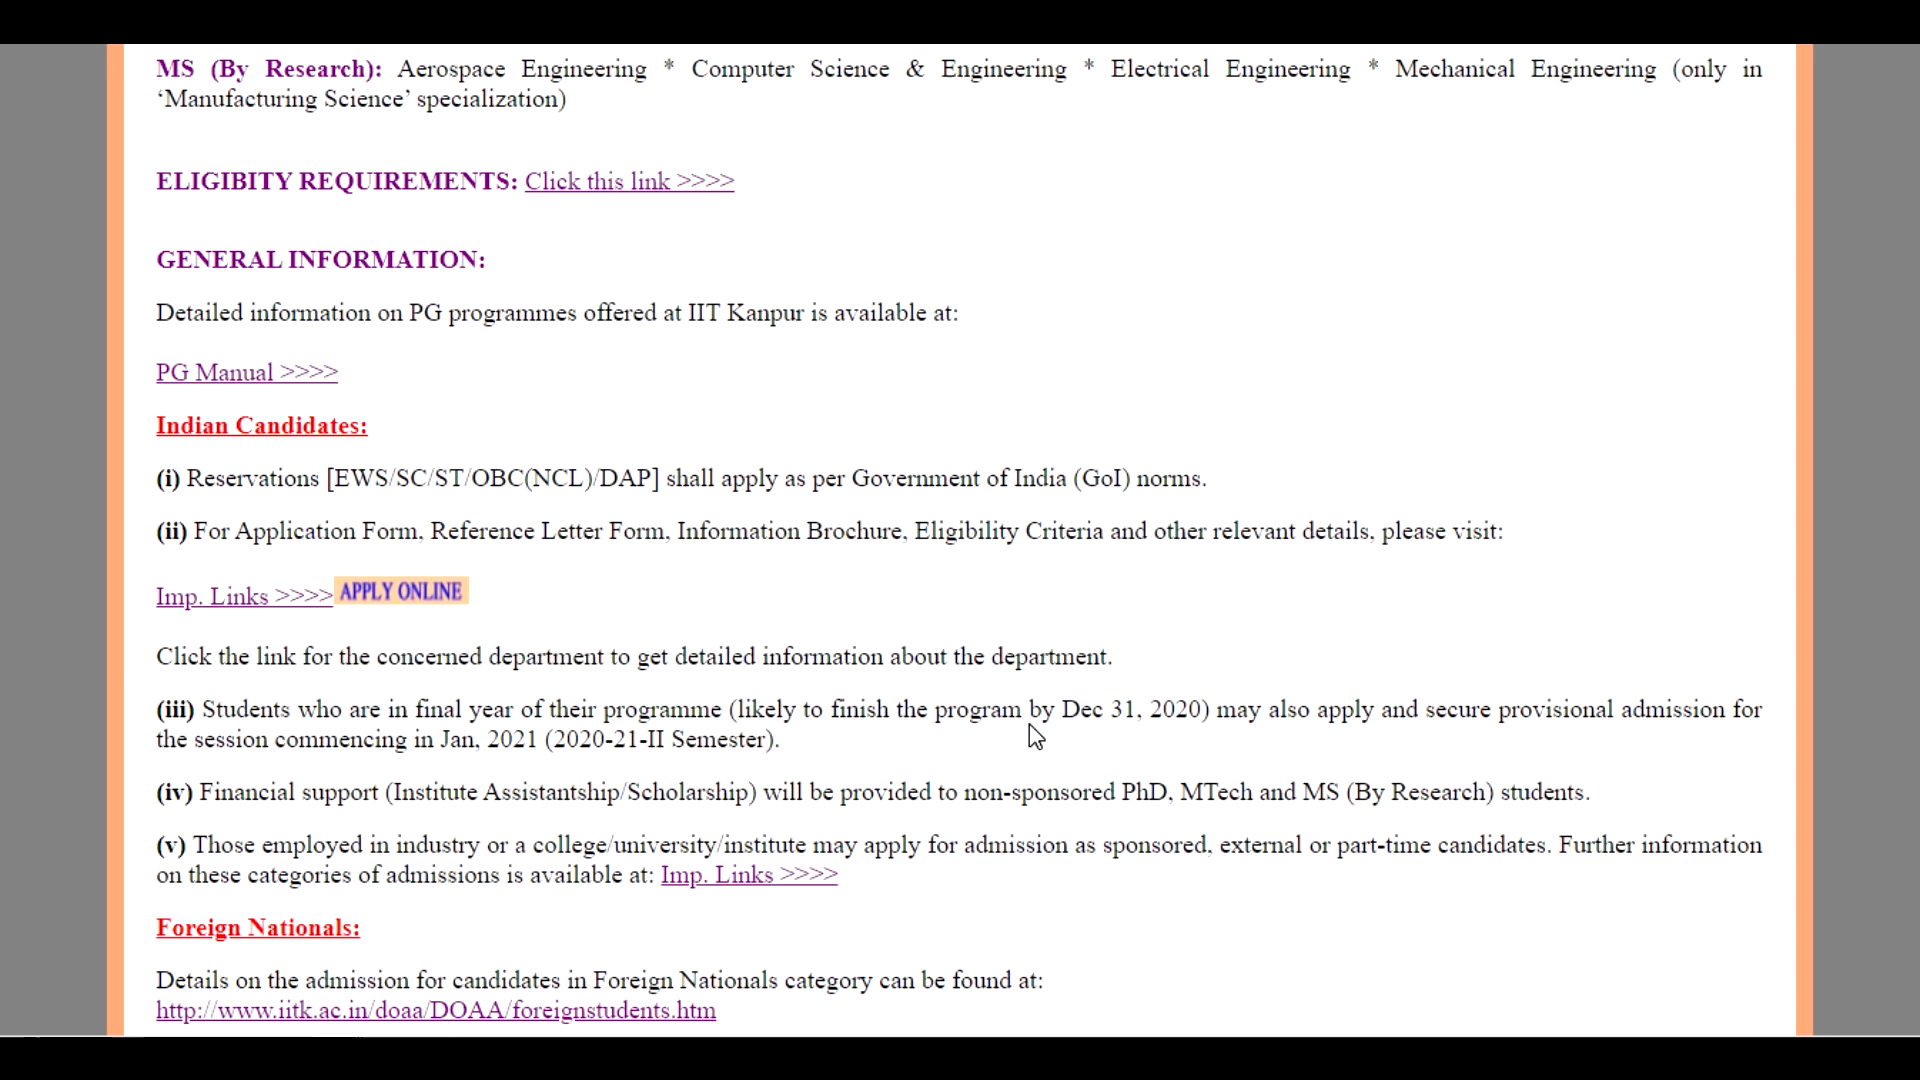 MS (By Research): Aerospace Engineering * Computer Science & Engineering * Electrical Engineering * Mechanical Engineering (only in
‘Manufacturing Science’ specialization)
ELIGIBITY REQUIREMENTS: Click this link >>>>
GENERAL INFORMATION:
Detailed information on PG programmes offered at IIT Kanpur is available at:
PG Manual >>>>
Indian Candidates:
(i) Reservations [EWS/SC/ST/OBC(NCL)/DAP] shall apply as per Government of India (GoI) norms.
(ii) For Application Form, Reference Letter Form, Information Brochure, Eligibility Criteria and other relevant details, please visit:
Imp. Links >>>> APPLY ONLINE
Click the link for the concerned department to get detailed information about the department.
(iii) Students who are in final year of their programme (likely to finish the program by Dec 31, 2020) may also apply and secure provisional admission for
the session commencing in Jan, 2021 (2020-21-II Semester).
(iv) Financial support (Institute Assistantship/Scholarship) will be provided to non-sponsored PhD, MTech and MS (By Research) students.
(v) Those employed in industry or a college/university/institute may apply for admission as sponsored, external or part-time candidates. Further information
on these categories of admissions is available at: Imp. Links >>>>
Foreign Nationals:
Details on the admission for candidates in Foreign Nationals category can be found at:
http://www.iitk.ac.in/doaa/DOAA/foreignstudents.htm